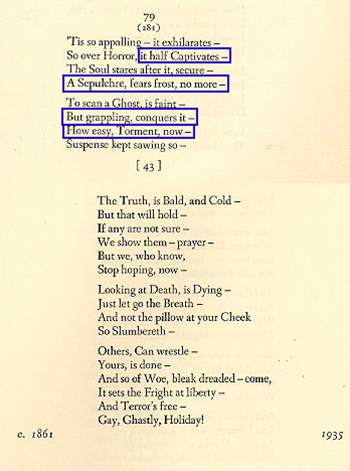 79
(281)
'Tis so appalling – it exhilarates –
So over Horror, it half Captivates –
The Soul stares after it, secure –
A Sepulchre, fears frost, no more –
To scan a Ghost, is faint –
But grappling, conquers it –
How easy, Torment, now –
Suspense kept sawing so –
[ 43 ]
The Truth, is Bald, and Cold –
But that will hold –
If any are not sure –
We show them – prayer –
But we, who know,
Stop hoping, now –
Looking at Death, is Dying –
Just let go the Breath –
And not the pillow at your Cheek
So Slumbereth –
Others, Can wrestle –
Yours, is done –
And so of Woe, bleak dreaded – come,
It sets the Fright at liberty –
And Terror's free –
Gay, Ghastly, Holiday!
c. 1861 1935